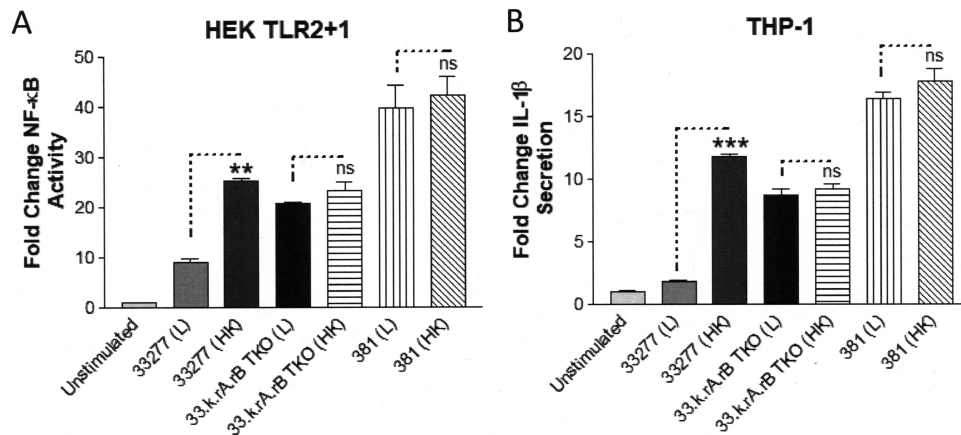 A
HEK TLR2+1
Fold Change NF-κB
Activity
50
40
30
20
10
0
**
ns
ns
Unstimulated
33277 (L)
33277 (HK)
33.k.rA.rB TKO (L)
33.k.rA.rB TKO (HK)
381 (L)
381 (HK)
B
THP-1
Fold Change IL-1β
Secretion
20
15
10
5
0
***
ns
ns
Unstimulated
33277 (L)
33277 (HK)
33.k.rA.rB TKO (L)
33.k.rA.rB TKO (HK)
381 (L)
381 (HK)